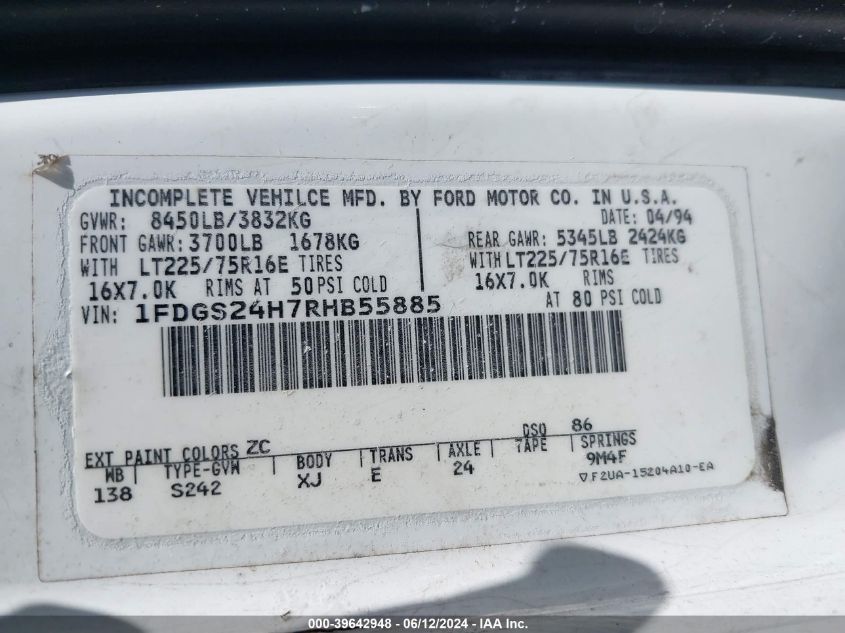 INCOMPLETE VEHILCE MFD. BY FORD MOTOR CO. IN U.S.A.
GVWR: 8450LB/3832KG DATE: 04/94
FRONT GAWR: 3700LB 1678KG REAR GAWR: 5345LB 2424KG
WITH LT225/75R16E TIRES WITH LT225/75R16E TIRES
16X7.0K RIMS AT 50 PSI COLD 16X7.0K RIMS
AT 80 PSI COLD
VIN: 1FDGS24H7RHB55885
EXT PAINT COLORS ZC DSO 86
WB TYPE-GVW BODY TRANS AXLE TAPE SPRINGS
138 S242 XJ E 24 9M4F
▽F2UA-15204A10-EA
000-39642948 | 06/12/2024 | IAA Inc.